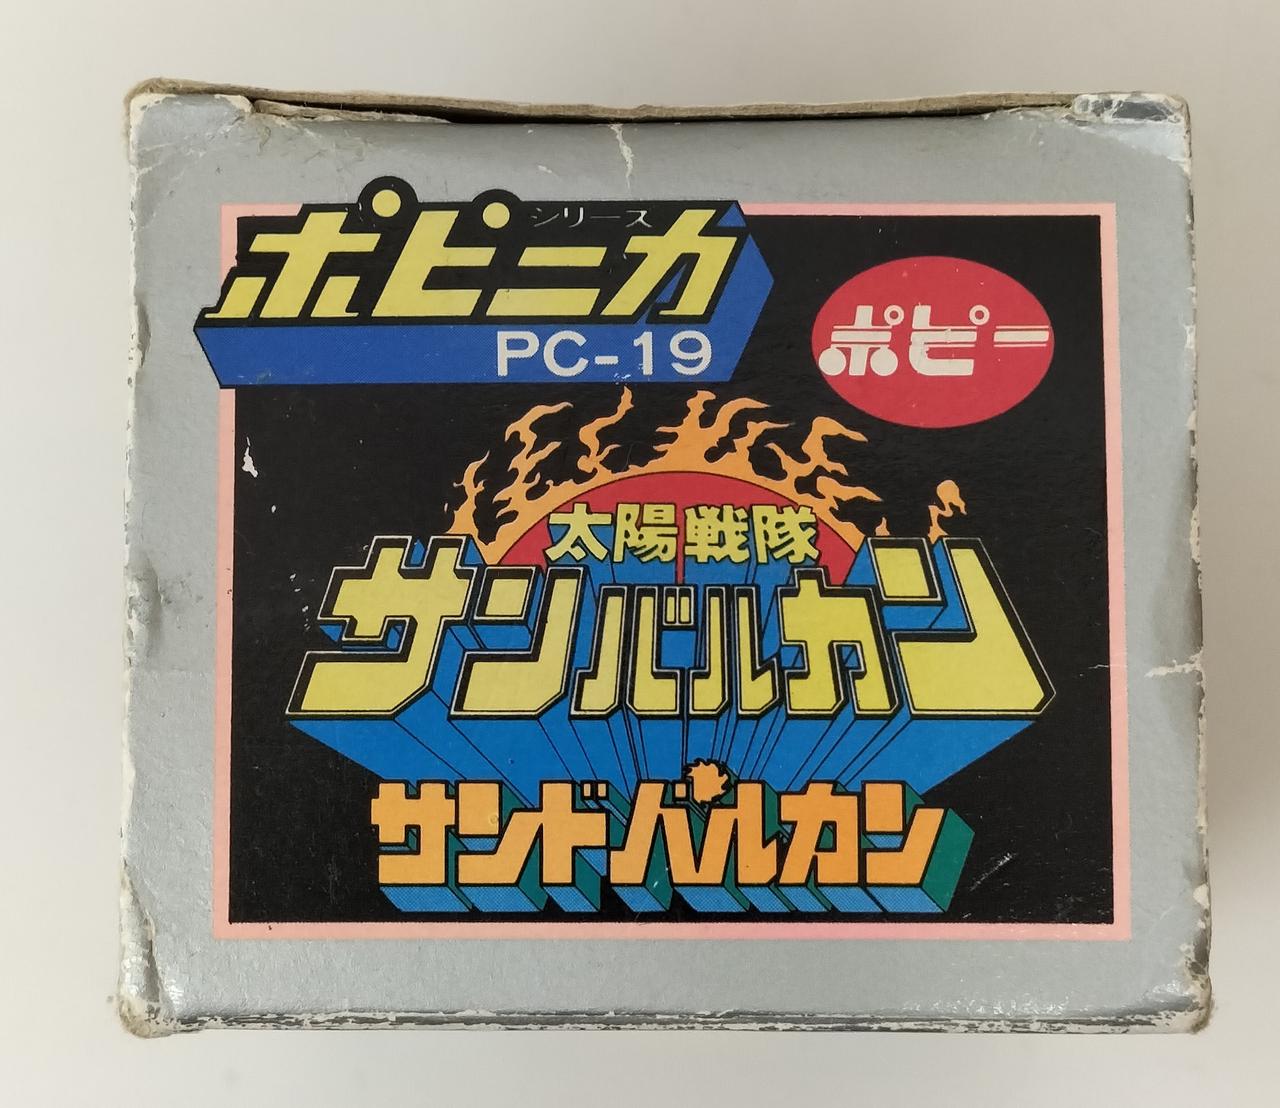 ポピニカ シリーズ
PC-19
ポピー
太陽戦隊
サンバルカン
サンドバルカン